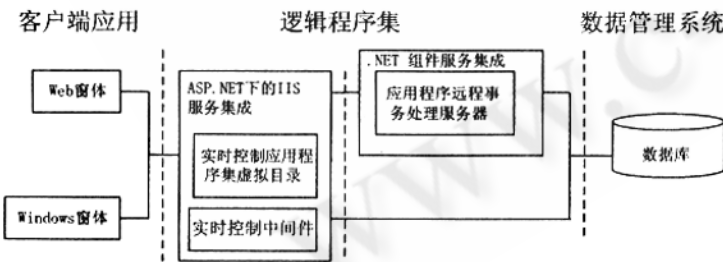 客户端应用
逻辑程序集
数据管理系统
Web窗体
Windows窗体
ASP.NET下的IIS
服务集成
实时控制应用程
序集虚拟目录
实时控制中间件
.NET 组件服务集成
应用程序远程事
务处理服务器
数据库
www.c